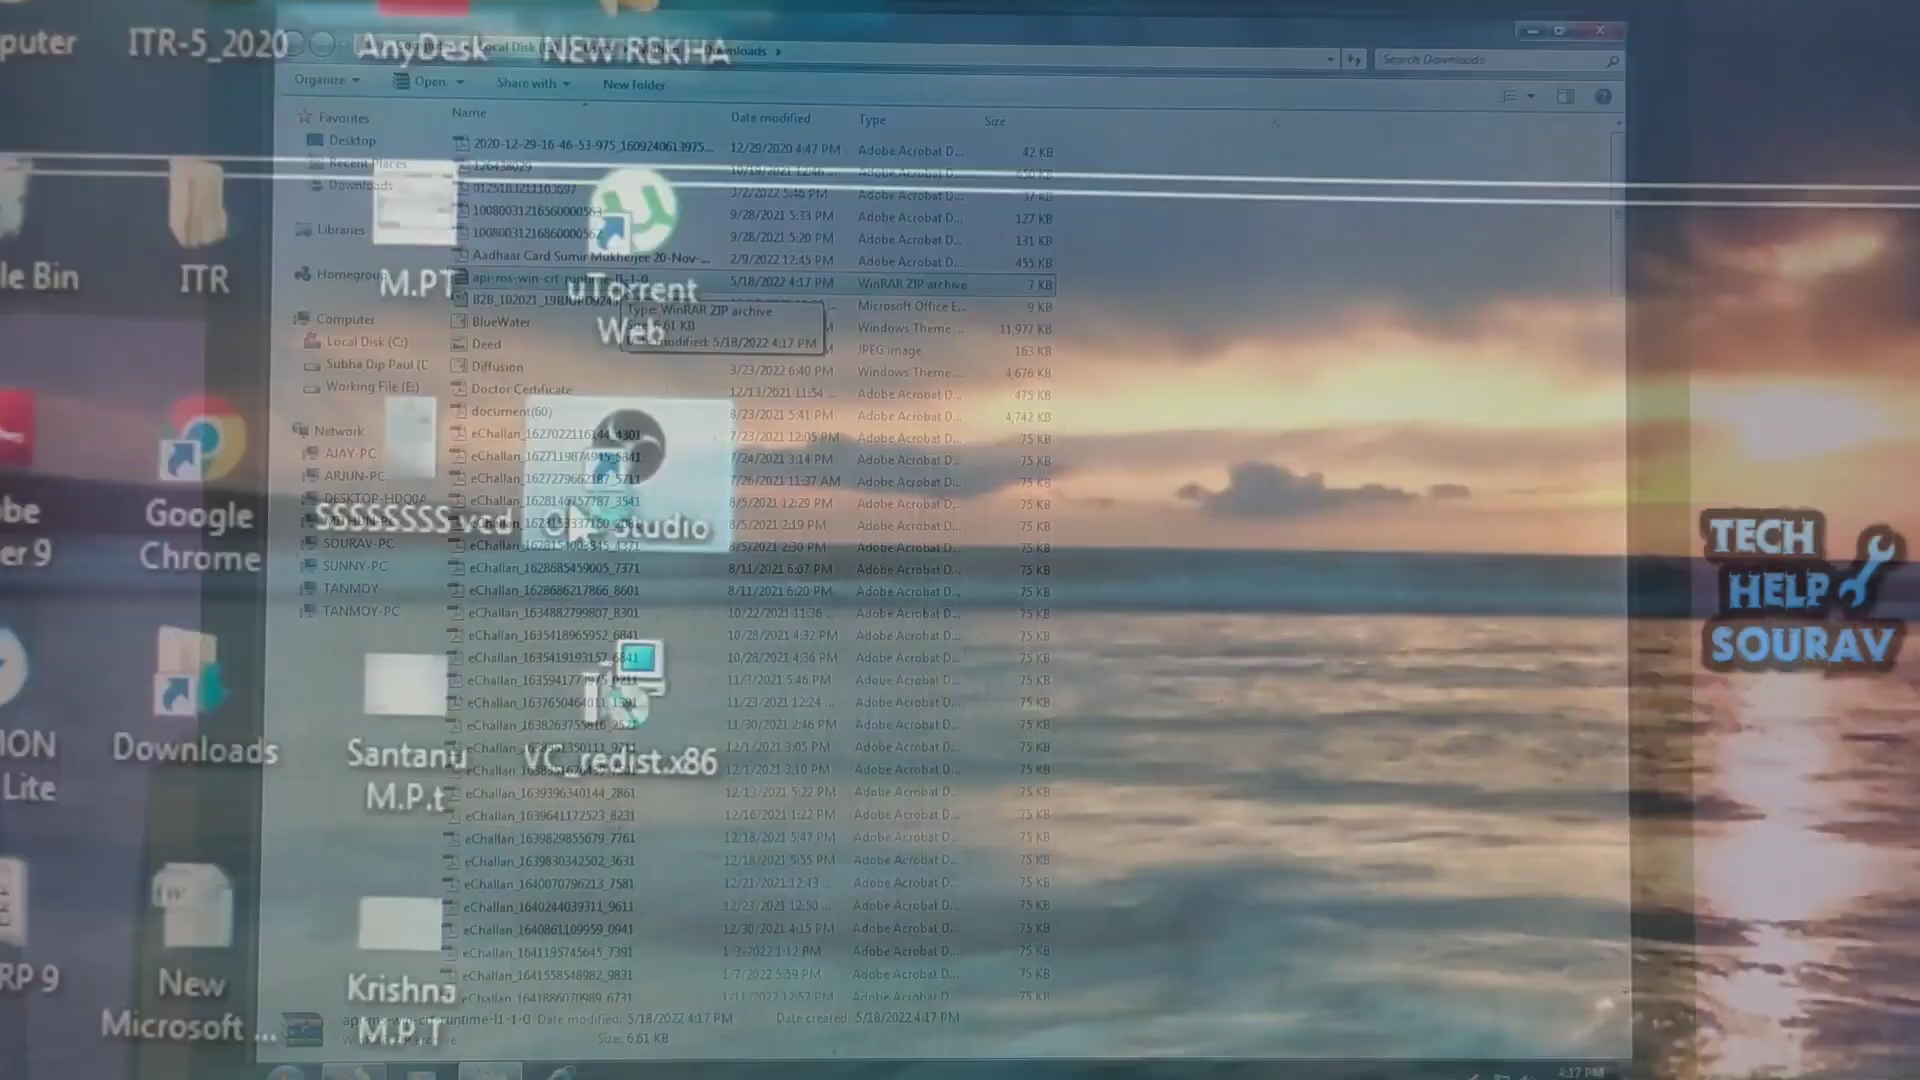 puter
ITR-5_2020
AnyDesk
NEW REKHA
Local Disk (C:)
Downloads
Search Downloads
Organize
Open
Share with
New folder
Name
Date modified
Type
Size
Favorites
Desktop
Recent Places
Downloads
Libraries
Homegroup
Computer
Local Disk (C:)
Subha Dip Paul (D
Working File (E:)
Network
AJAY-PC
ARJUN-PC
DESKTOP-HDQ0A
SOURAV-PC
SUNNY-PC
TANMOY
TANMOY-PC
2020-12-29-16-46-53-975_1609240613975... 12/29/2020 4:47 PM Adobe Acrobat D... 42 KB
126438029 Adobe Acrobat D...
0125183211103697 3/2/2022 5:46 PM Adobe Acrobat D... 37 KB
10080031216560000563 9/28/2021 5:33 PM Adobe Acrobat D... 127 KB
10080031216860000562 9/28/2021 5:20 PM Adobe Acrobat D... 131 KB
Aadhaar Card Sumir Mukherjee 20-Nov-... 2/9/2022 12:45 PM Adobe Acrobat D... 455 KB
api-ms-win-crt-runtime-l1-1-0 5/18/2022 4:17 PM WinRAR ZIP archive 7 KB
Microsoft Office E... 9 KB
BlueWater Windows Theme ... 11,977 KB
Deed JPEG image 163 KB
Diffusion 3/23/2022 6:40 PM Windows Theme ... 4,676 KB
Doctor Certificate 12/13/2021 11:54 ... Adobe Acrobat D... 475 KB
document(60) 8/23/2021 5:41 PM Adobe Acrobat D... 4,742 KB
eChallan_1627022116144_4301 7/23/2021 12:05 PM Adobe Acrobat D... 75 KB
7/24/2021 3:14 PM Adobe Acrobat D... 75 KB
eChallan_1627279662187_5711 7/26/2021 11:37 AM Adobe Acrobat D... 75 KB
eChallan_1628146757787_3541 8/5/2021 12:29 PM Adobe Acrobat D... 75 KB
8/5/2021 2:19 PM Adobe Acrobat D... 75 KB
8/5/2021 2:30 PM Adobe Acrobat D... 75 KB
eChallan_1628685459005_7371 8/11/2021 6:07 PM Adobe Acrobat D... 75 KB
eChallan_1628686217866_8601 8/11/2021 6:20 PM Adobe Acrobat D... 75 KB
eChallan_1634882799807_8301 10/22/2021 11:36 ... Adobe Acrobat D... 75 KB
eChallan_1635418965952_6841 10/28/2021 4:32 PM Adobe Acrobat D... 75 KB
eChallan_1635419193157_6841 10/28/2021 4:36 PM Adobe Acrobat D... 75 KB
eChallan_1635941773975_0211 11/3/2021 5:46 PM Adobe Acrobat D... 75 KB
eChallan_1637650464011_1391 11/23/2021 12:24 ... Adobe Acrobat D... 75 KB
eChallan_1638263755816_2521 11/30/2021 2:46 PM Adobe Acrobat D... 75 KB
12/1/2021 3:05 PM Adobe Acrobat D... 75 KB
12/1/2021 3:10 PM Adobe Acrobat D... 75 KB
eChallan_1639396340144_2861 12/13/2021 5:22 PM Adobe Acrobat D... 75 KB
eChallan_1639641172523_8231 12/16/2021 1:22 PM Adobe Acrobat D... 75 KB
eChallan_1639829855679_7761 12/18/2021 5:47 PM Adobe Acrobat D... 75 KB
eChallan_1639830342502_3631 12/18/2021 5:55 PM Adobe Acrobat D... 75 KB
eChallan_1640070796213_7581 12/21/2021 12:43 ... Adobe Acrobat D... 75 KB
eChallan_1640244039311_9611 12/23/2021 12:50 ... Adobe Acrobat D... 75 KB
eChallan_1640861109959_0941 12/30/2021 4:15 PM Adobe Acrobat D... 75 KB
eChallan_1641195745645_7391 1/3/2022 1:12 PM Adobe Acrobat D... 75 KB
eChallan_1641558548982_9831 1/7/2022 5:59 PM Adobe Acrobat D... 75 KB
eChallan_1641886070989_6731 1/11/2022 12:57 PM Adobe Acrobat D... 75 KB
Type: WinRAR ZIP archive
Size: 6.61 KB
Date modified: 5/18/2022 4:17 PM
le Bin
ITR
M.PT
uTorrent
Web
be
er 9
Google
Chrome
Studio
ION
Lite
Downloads
Santanu
M.P.t
VC_redist.x86
RP 9
New
Microsoft ...
Krishna
M.P.T
api-ms-win-crt-runtime-l1-1-0 Date modified: 5/18/2022 4:17 PM Date created: 5/18/2022 4:17 PM
Size: 6.61 KB
4:17 PM
TECH
HELP
SOURAV